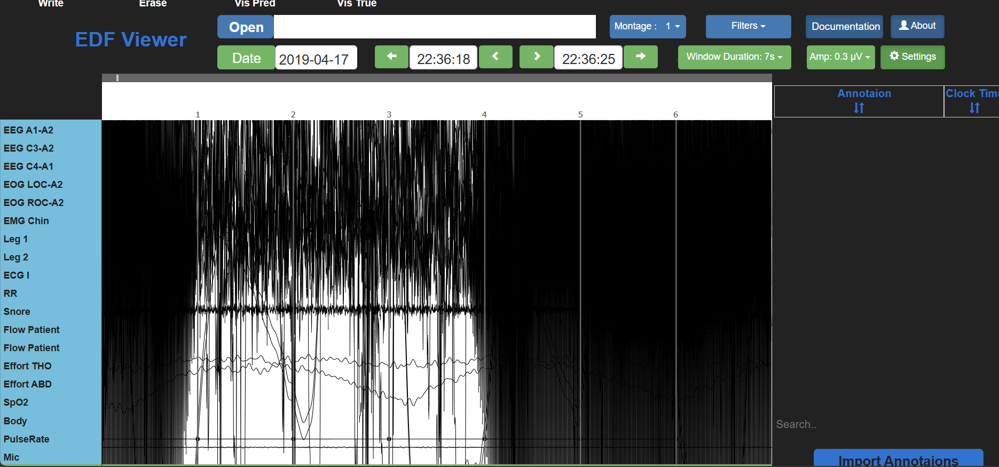 Write Erase Vis Pred Vis True
EDF Viewer
Open
Montage : 1
Filters
Documentation
About
Date
2019-04-17
22:36:18
22:36:25
Window Duration: 7s
Amp: 0.3 µV
Settings
Annotaion
Clock Time
1 2 3 4 5 6
EEG A1-A2
EEG C3-A2
EEG C4-A1
EOG LOC-A2
EOG ROC-A2
EMG Chin
Leg 1
Leg 2
ECG I
RR
Snore
Flow Patient
Flow Patient
Effort THO
Effort ABD
SpO2
Body
PulseRate
Mic
Search..
Import Annotaions